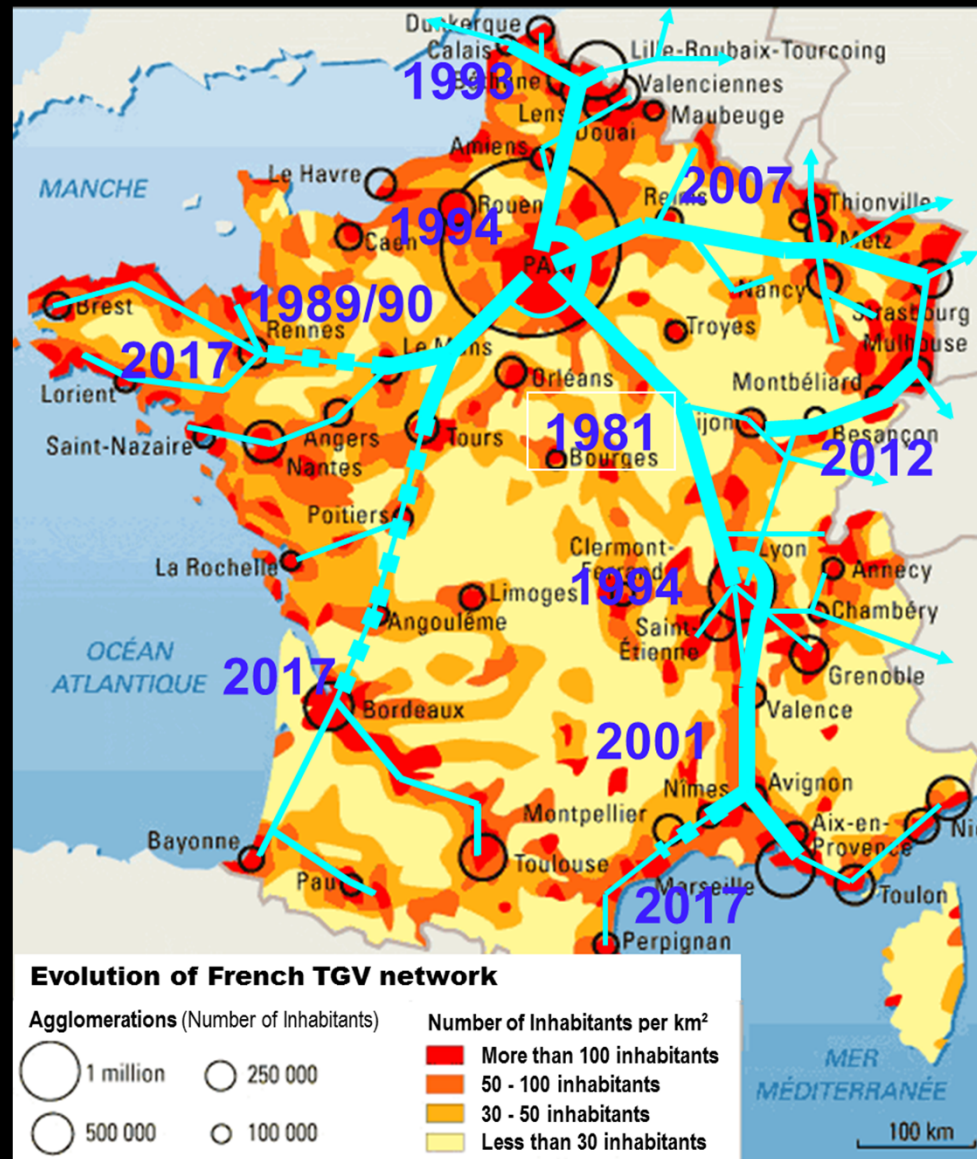 Dunkerque
Calais
Lille-Roubaix-Tourcoing
1993
Béthune
Valenciennes
Lens
Maubeuge
Douai
Amiens
Le Havre
MANCHE
Rouen
Reims
2007
Thionville
Caen
1994
Metz
PARIS
Nancy
Brest
1989/90
Rennes
Troyes
Strasbourg
Le Mans
2017
Mulhouse
Lorient
Orléans
Montbéliard
Saint-Nazaire
Angers
Tours
1981
Dijon
Besançon
Nantes
Bourges
2012
Poitiers
La Rochelle
Clermont-
Ferrand
Lyon
Annecy
Limoges
1994
Angoulême
Saint-
Étienne
Chambéry
OCÉAN
ATLANTIQUE
2017
Grenoble
Bordeaux
Valence
2001
Nîmes
Avignon
Montpellier
Aix-en-
Provence
Ni
Bayonne
Toulouse
Pau
Marseille
Toulon
2017
Perpignan
Evolution of French TGV network
Agglomerations (Number of Inhabitants)
1 million
250 000
500 000
100 000
Number of Inhabitants per km²
More than 100 inhabitants
50 - 100 inhabitants
30 - 50 inhabitants
Less than 30 inhabitants
MER
MÉDITERRANÉE
100 km